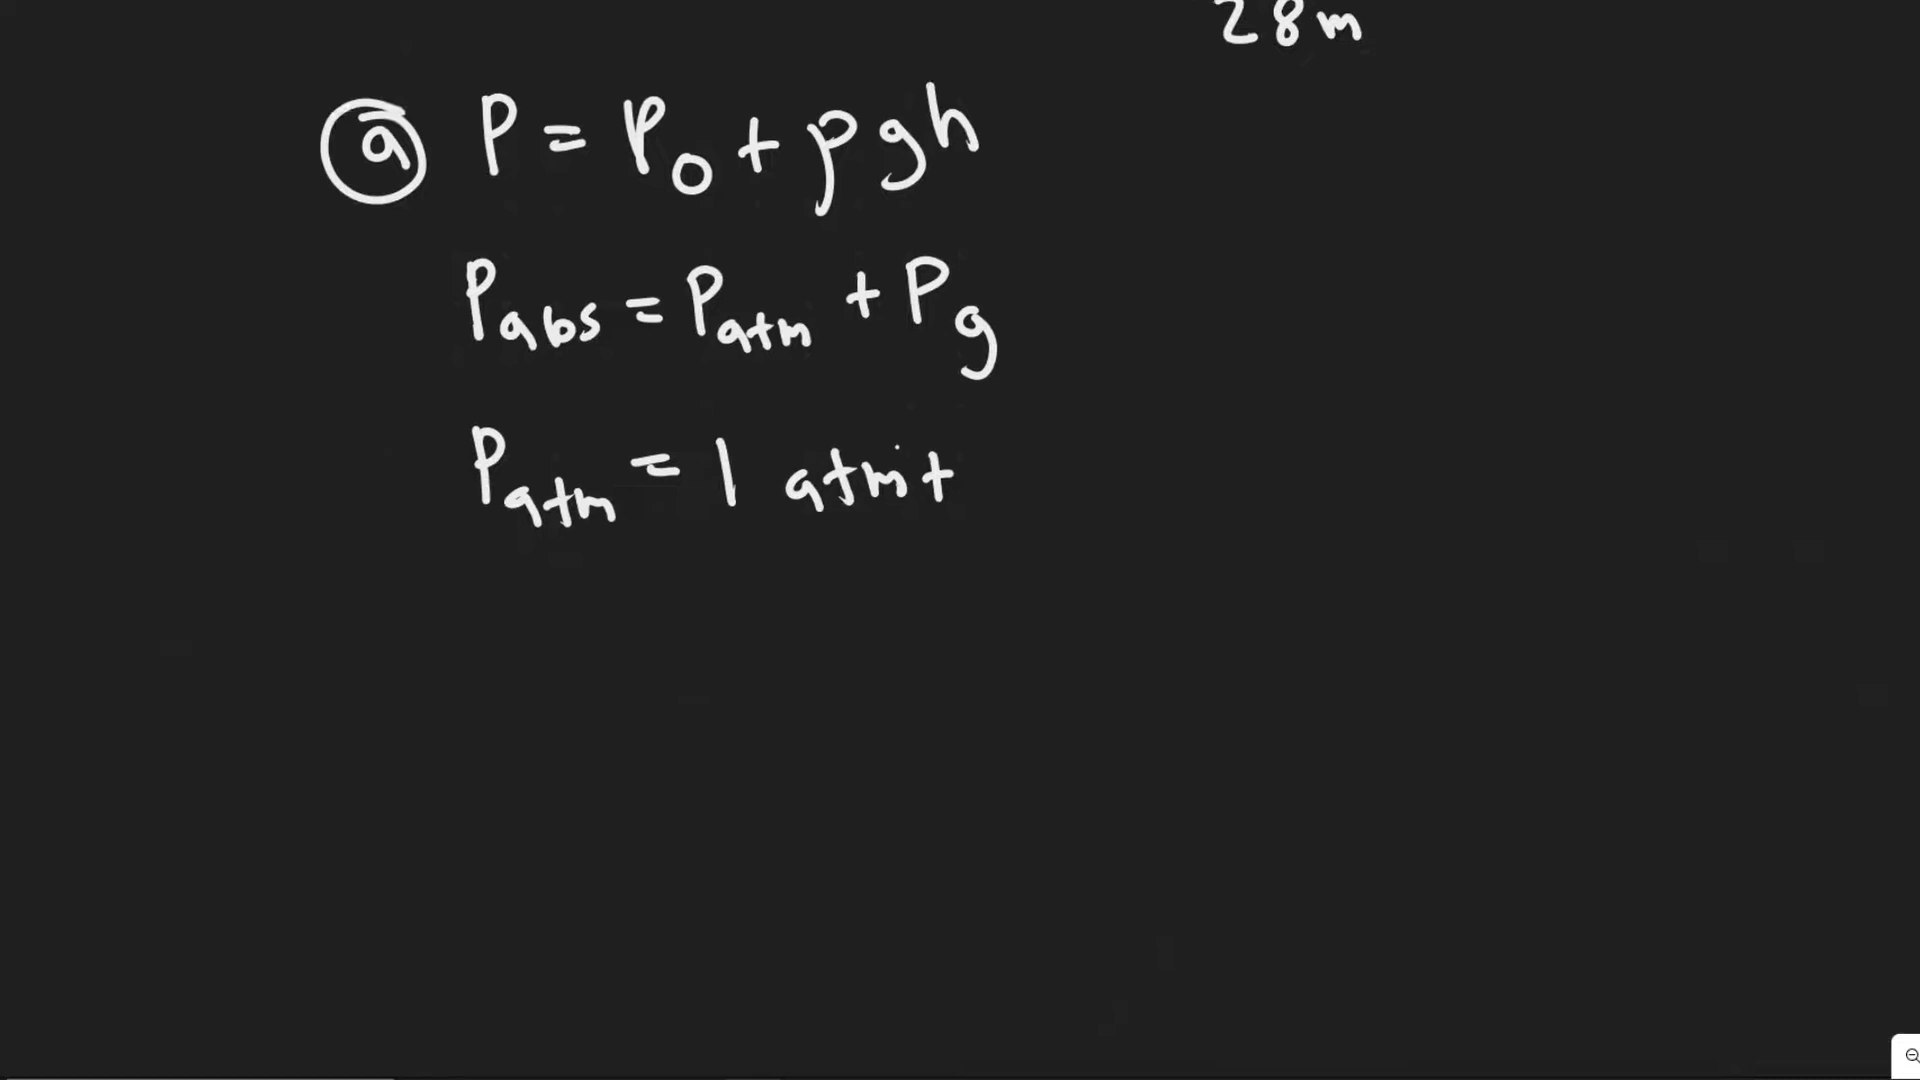 28m
a P = P₀ + ρgh
Pabs = Patm + Pg
Patm = 1 atm +